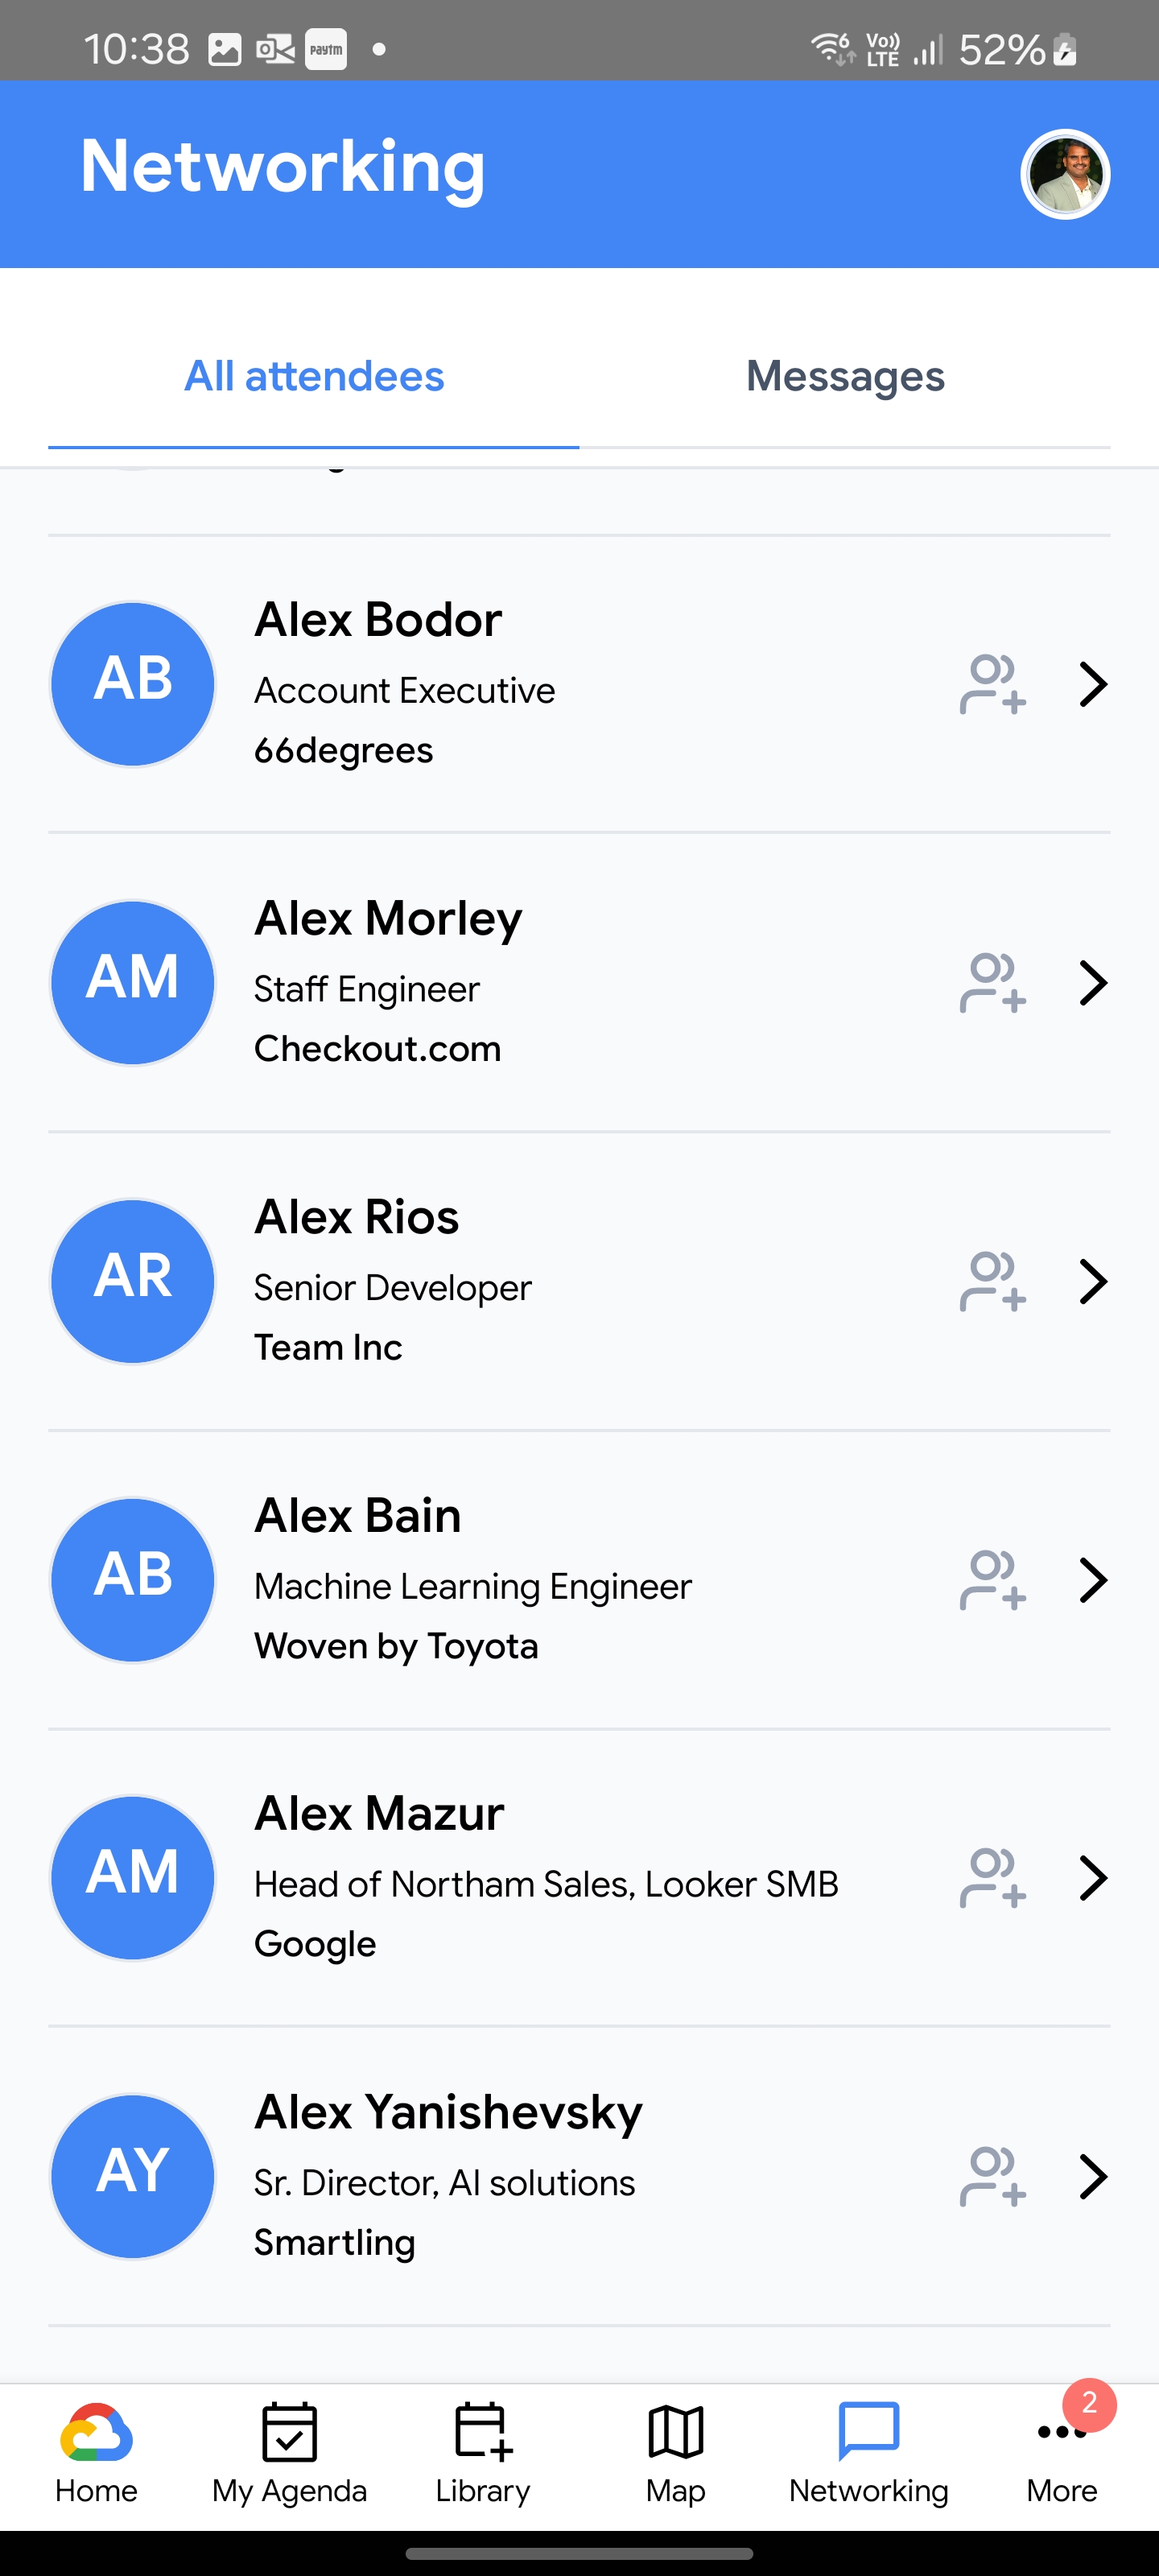 10:38 paytm Vo)) LTE 52%
Networking
All attendees Messages
AB
Alex Bodor
Account Executive
66degrees
AM
Alex Morley
Staff Engineer
Checkout.com
AR
Alex Rios
Senior Developer
Team Inc
AB
Alex Bain
Machine Learning Engineer
Woven by Toyota
AM
Alex Mazur
Head of Northam Sales, Looker SMB
Google
AY
Alex Yanishevsky
Sr. Director, AI solutions
Smartling
2
Home My Agenda Library Map Networking More